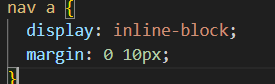 nav a {
  display: inline-block;
  margin: 0 10px;
}